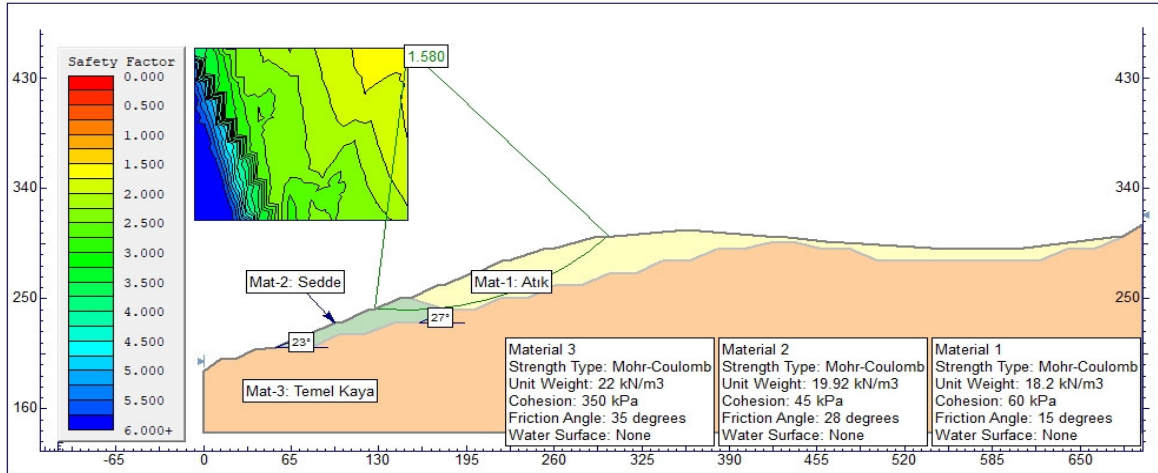 Safety Factor
0.000
0.500
1.000
1.500
2.000
2.500
3.000
3.500
4.000
4.500
5.000
5.500
6.000+
1.580
430
340
250
160
430
340
250
Mat-2: Sedde
Mat-1: Atık
27°
23°
Mat-3: Temel Kaya
Material 3
Strength Type: Mohr-Coulomb
Unit Weight: 22 kN/m3
Cohesion: 350 kPa
Friction Angle: 35 degrees
Water Surface: None
Material 2
Strength Type: Mohr-Coulomb
Unit Weight: 19.92 kN/m3
Cohesion: 45 kPa
Friction Angle: 28 degrees
Water Surface: None
Material 1
Strength Type: Mohr-Coulomb
Unit Weight: 18.2 kN/m3
Cohesion: 60 kPa
Friction Angle: 15 degrees
Water Surface: None
-65 0 65 130 195 260 325 390 455 520 585 650